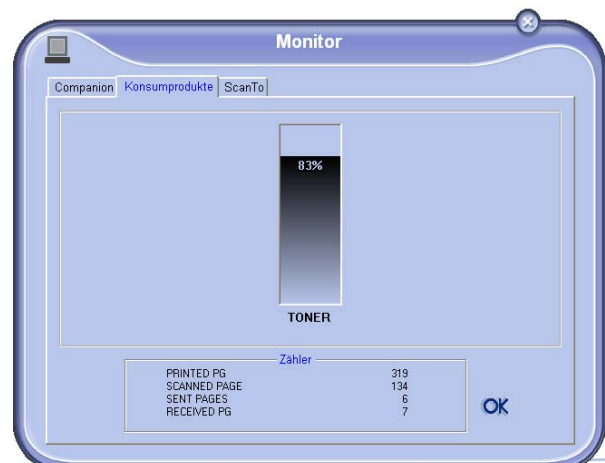 Monitor
Companion Konsumprodukte ScanTo
83%
TONER
Zähler
PRINTED PG 319
SCANNED PAGE 134
SENT PAGES 6
RECEIVED PG 7
OK